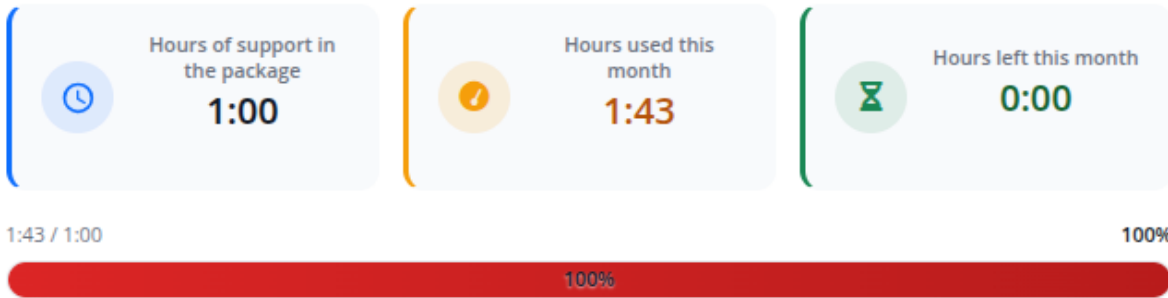 Hours of support in
the package
1:00
Hours used this
month
1:43
Hours left this month
0:00
1:43 / 1:00
100%
100%